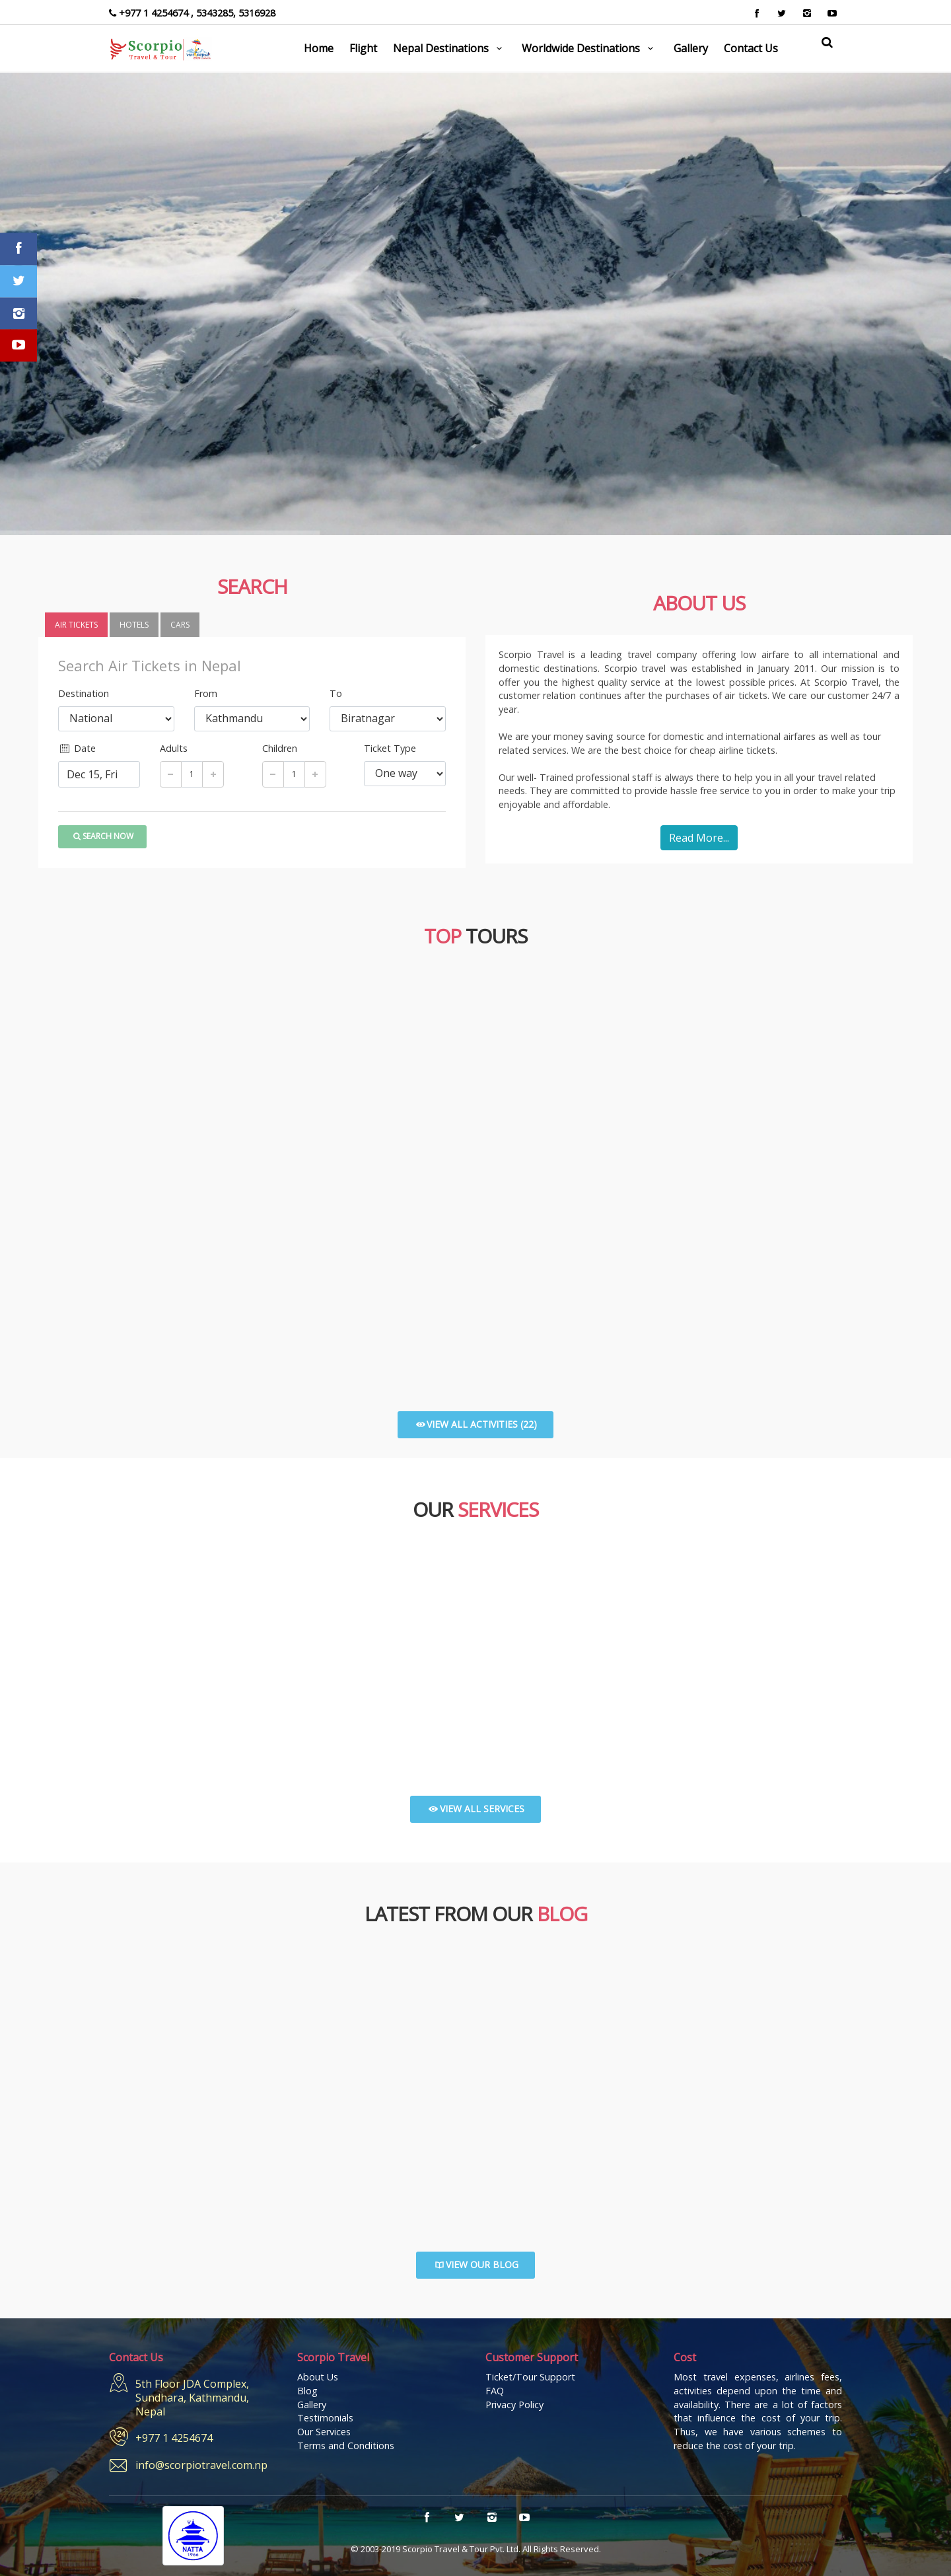 +977 1 4254674 , 5343285, 5316928
Scorpio
Travel & Tour
Home Flight Nepal Destinations Worldwide Destinations Gallery Contact Us
SEARCH
AIR TICKETS HOTELS CARS
Search Air Tickets in Nepal
Destination From To
National Kathmandu Biratnagar
Date Adults Children Ticket Type
Dec 15, Fri − 1 + − 1 + One way
SEARCH NOW
ABOUT US
Scorpio Travel is a leading travel company offering low airfare to all international and
domestic destinations. Scorpio travel was established in January 2011. Our mission is to
offer you the highest quality service at the lowest possible prices. At Scorpio Travel, the
customer relation continues after the purchases of air tickets. We care our customer 24/7 a
year.
We are your money saving source for domestic and international airfares as well as tour
related services. We are the best choice for cheap airline tickets.
Our well- Trained professional staff is always there to help you in all your travel related
needs. They are committed to provide hassle free service to you in order to make your trip
enjoyable and affordable.
Read More...
TOP TOURS
VIEW ALL ACTIVITIES (22)
OUR SERVICES
VIEW ALL SERVICES
LATEST FROM OUR BLOG
VIEW OUR BLOG
Contact Us
5th Floor JDA Complex,
Sundhara, Kathmandu,
Nepal
24
+977 1 4254674
info@scorpiotravel.com.np
Scorpio Travel
About Us
Blog
Gallery
Testimonials
Our Services
Terms and Conditions
Customer Support
Ticket/Tour Support
FAQ
Privacy Policy
Cost
Most travel expenses, airlines fees,
activities depend upon the time and
availability. There are a lot of factors
that influence the cost of your trip.
Thus, we have various schemes to
reduce the cost of your trip.
NATTA
1966
© 2003-2019 Scorpio Travel & Tour Pvt. Ltd. All Rights Reserved.